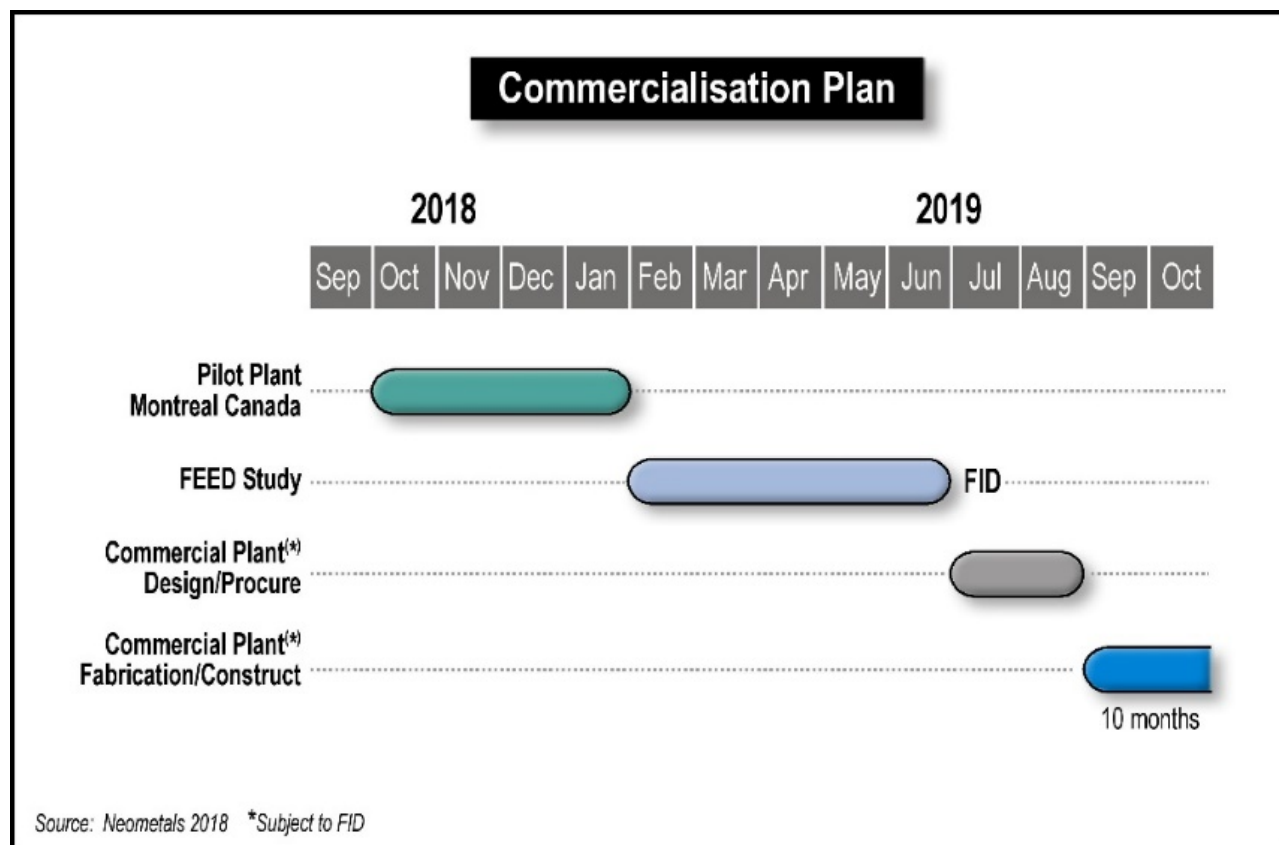 Commercialisation Plan
2018 2019
Sep Oct Nov Dec Jan Feb Mar Apr May Jun Jul Aug Sep Oct
Pilot Plant
Montreal Canada
FEED Study FID
Commercial Plant(*)
Design/Procure
Commercial Plant(*)
Fabrication/Construct
10 months
Source: Neometals 2018 *Subject to FID